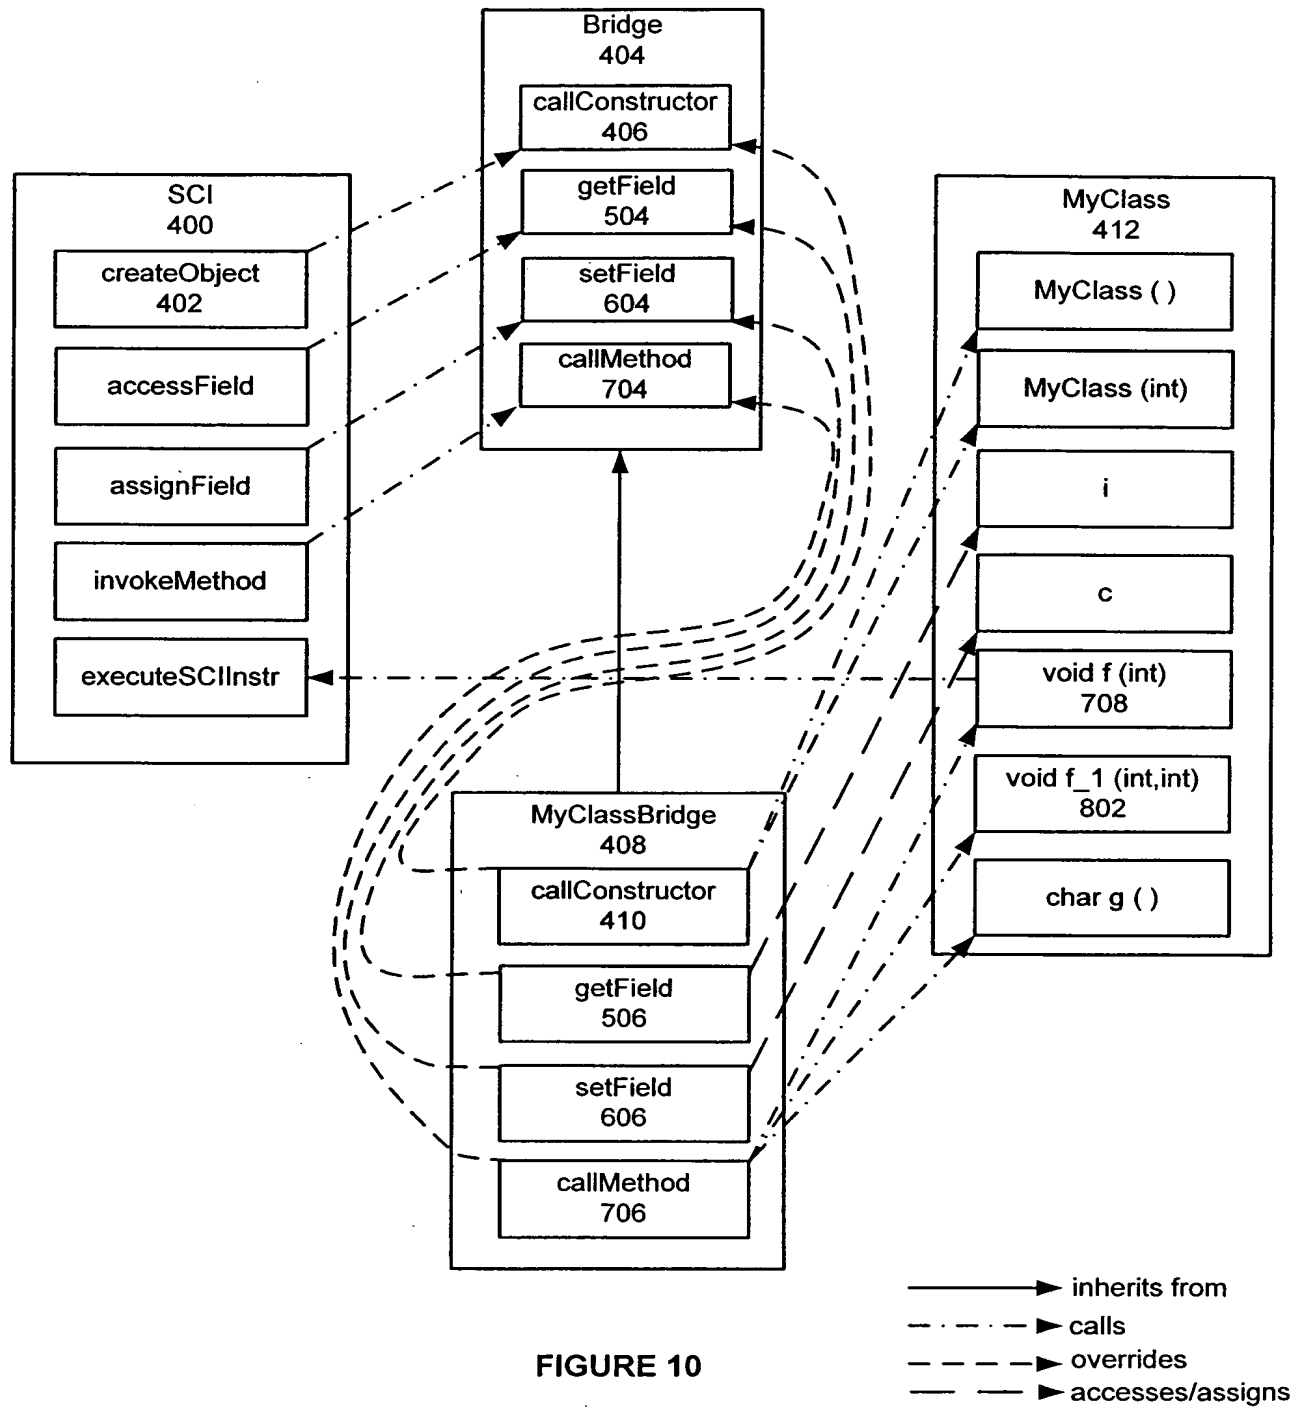 Bridge
404
callConstructor
406
getField
504
setField
604
callMethod
704
SCI
400
createObject
402
accessField
assignField
invokeMethod
executeSCIInstr
MyClass
412
MyClass ( )
MyClass (int)
i
c
void f (int)
708
void f_1 (int,int)
802
char g ( )
MyClassBridge
408
callConstructor
410
getField
506
setField
606
callMethod
706
inherits from
calls
overrides
accesses/assigns
FIGURE 10